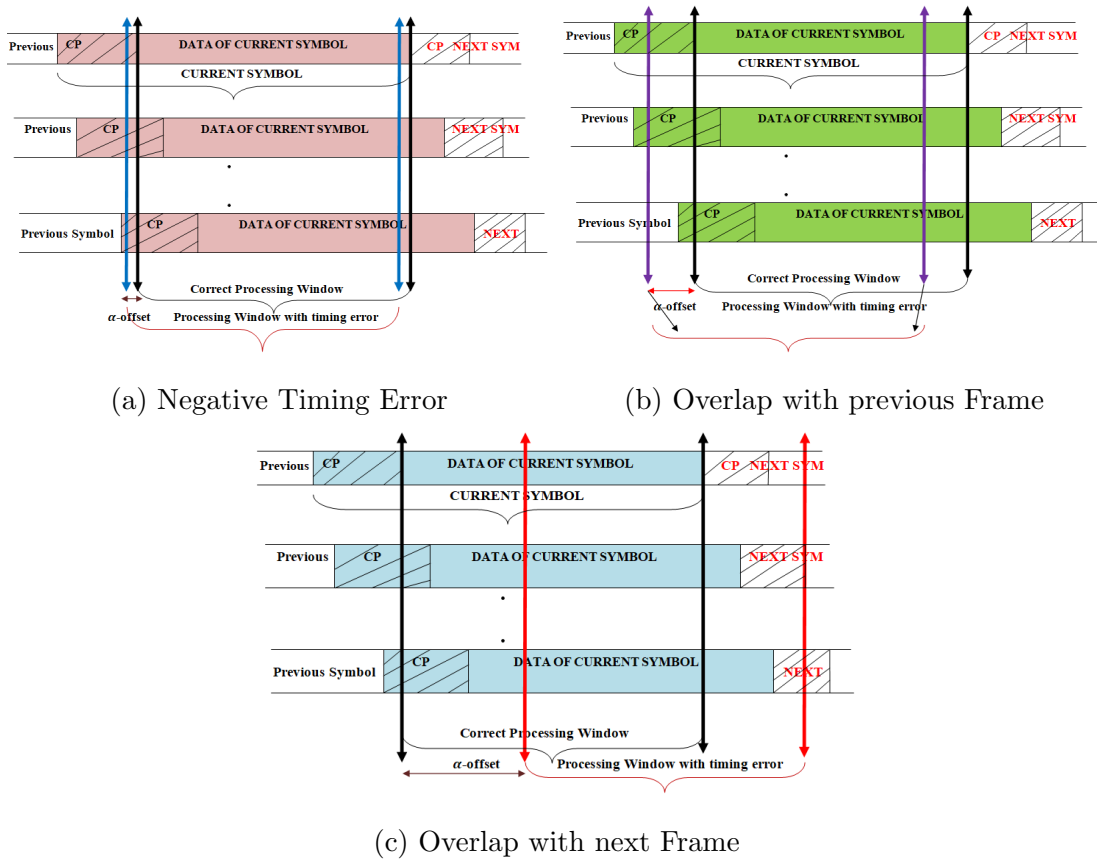 Previous CP DATA OF CURRENT SYMBOL CP NEXT SYM
CURRENT SYMBOL
Previous CP DATA OF CURRENT SYMBOL NEXT SYM
Previous Symbol CP DATA OF CURRENT SYMBOL NEXT
Correct Processing Window
α-offset Processing Window with timing error
(a) Negative Timing Error
Previous CP DATA OF CURRENT SYMBOL CP NEXT SYM
CURRENT SYMBOL
Previous CP DATA OF CURRENT SYMBOL NEXT SYM
Previous Symbol CP DATA OF CURRENT SYMBOL NEXT
Correct Processing Window
α-offset Processing Window with timing error
(b) Overlap with previous Frame
Previous CP DATA OF CURRENT SYMBOL CP NEXT SYM
CURRENT SYMBOL
Previous CP DATA OF CURRENT SYMBOL NEXT SYM
Previous Symbol CP DATA OF CURRENT SYMBOL NEXT
Correct Processing Window
α-offset Processing Window with timing error
(c) Overlap with next Frame